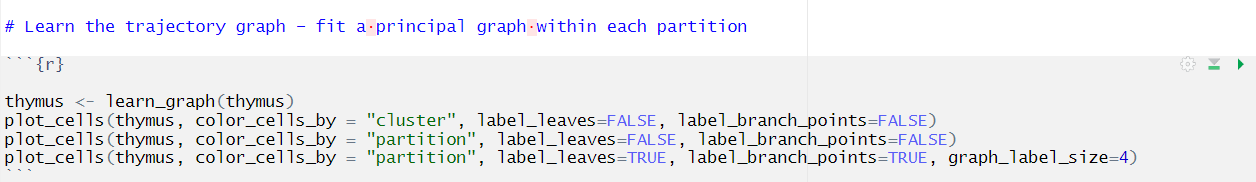 # Learn the trajectory graph – fit a·principal graph·within each partition
```{r}
thymus <- learn_graph(thymus)
plot_cells(thymus, color_cells_by = "cluster", label_leaves=FALSE, label_branch_points=FALSE)
plot_cells(thymus, color_cells_by = "partition", label_leaves=FALSE, label_branch_points=FALSE)
plot_cells(thymus, color_cells_by = "partition", label_leaves=TRUE, label_branch_points=TRUE, graph_label_size=4)
```